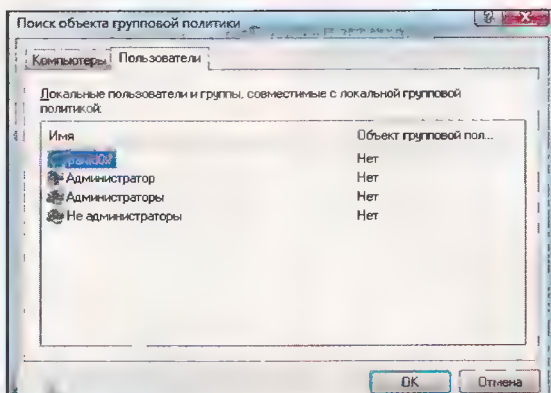 Поиск объекта групповой политики
Компьютеры Пользователи
Локальные пользователи и группы, совместимые с локальной групповой
политикой:
Имя Объект групповой пол...
Нет
Администратор Нет
Администраторы Нет
Не администраторы Нет
ОК Отмена